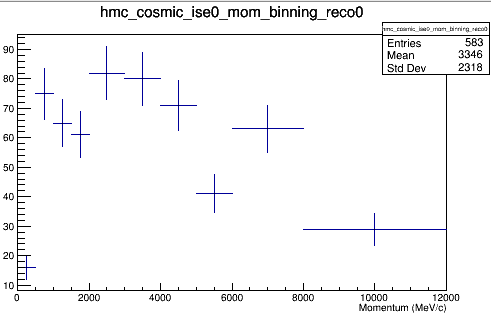 hmc_cosmic_ise0_mom_binning_reco0
hmc_cosmic_ise0_mom_binning_reco0
Entries 583
Mean 3346
Std Dev 2318
90
80
70
60
50
40
30
20
10
0 2000 4000 6000 8000 10000 12000
Momentum (MeV/c)